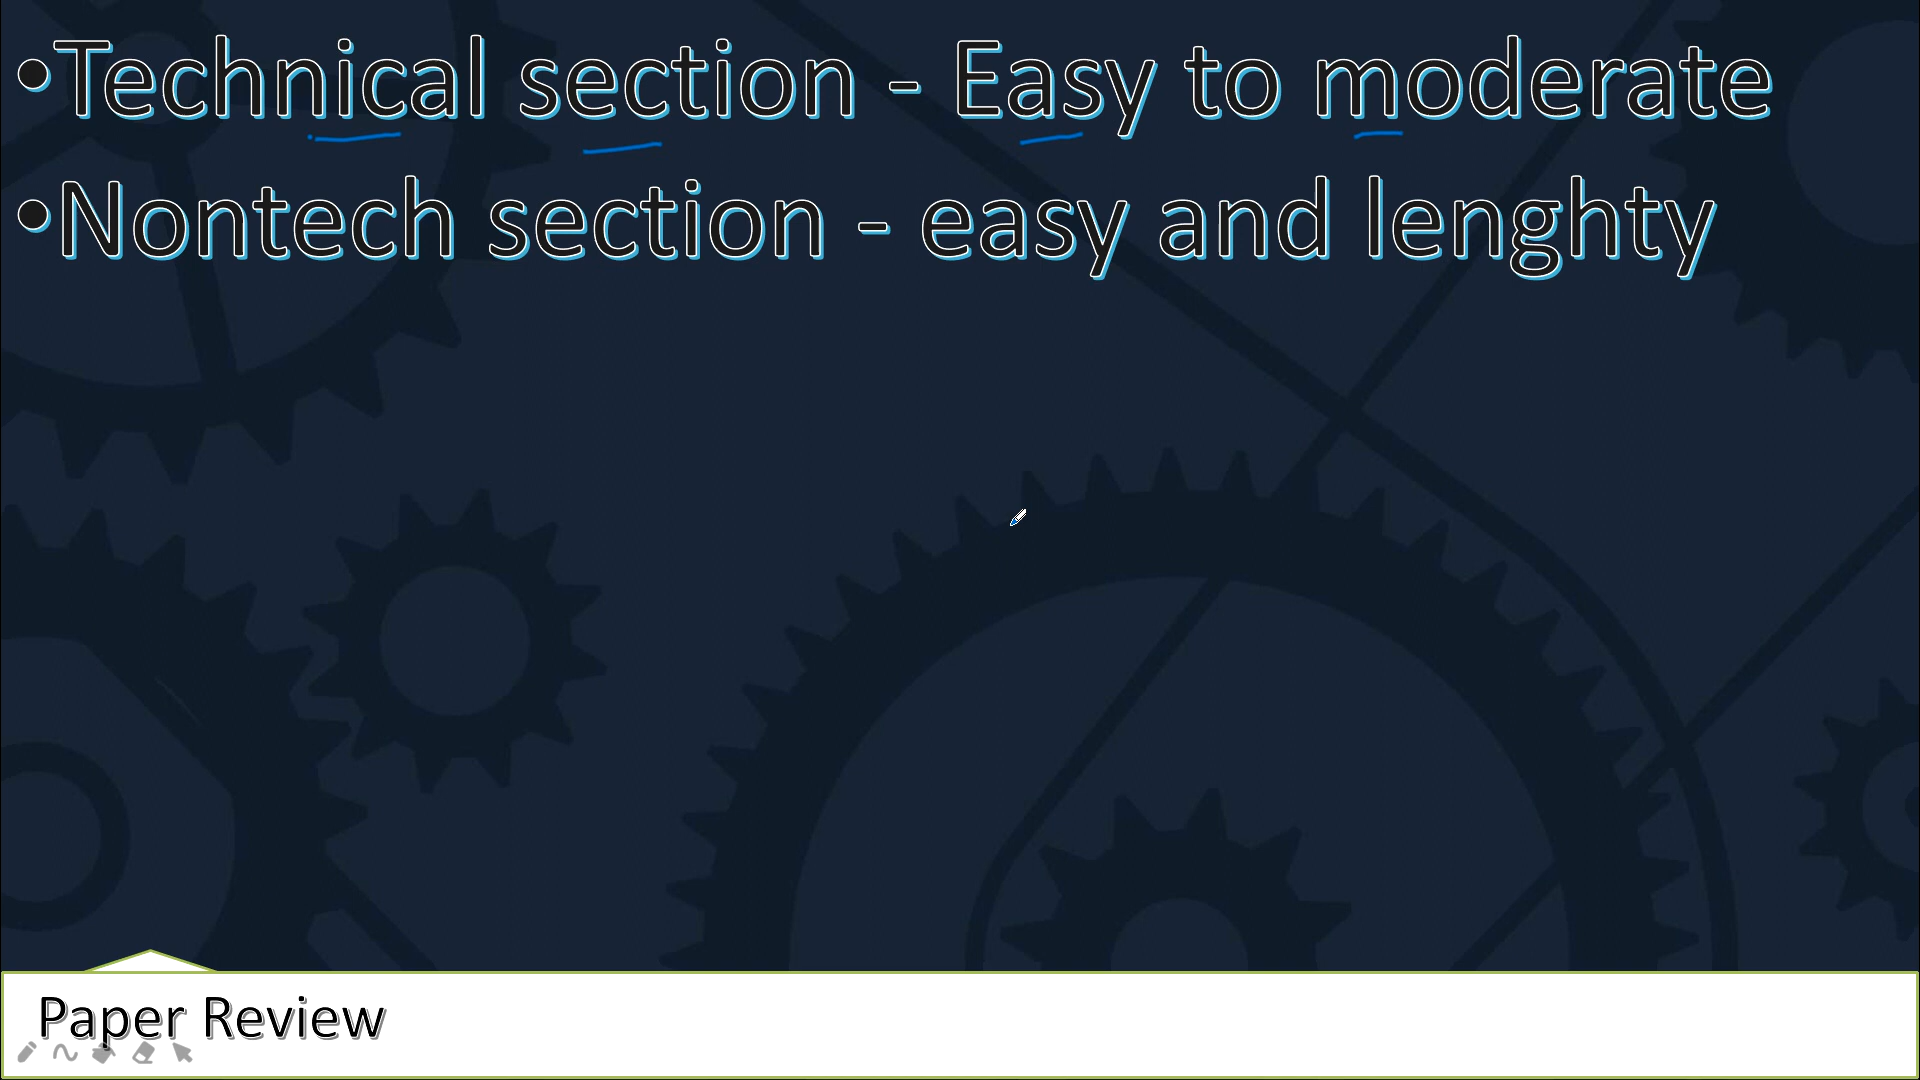 •Technical section - Easy to moderate
•Nontech section - easy and lenghty
Paper Review